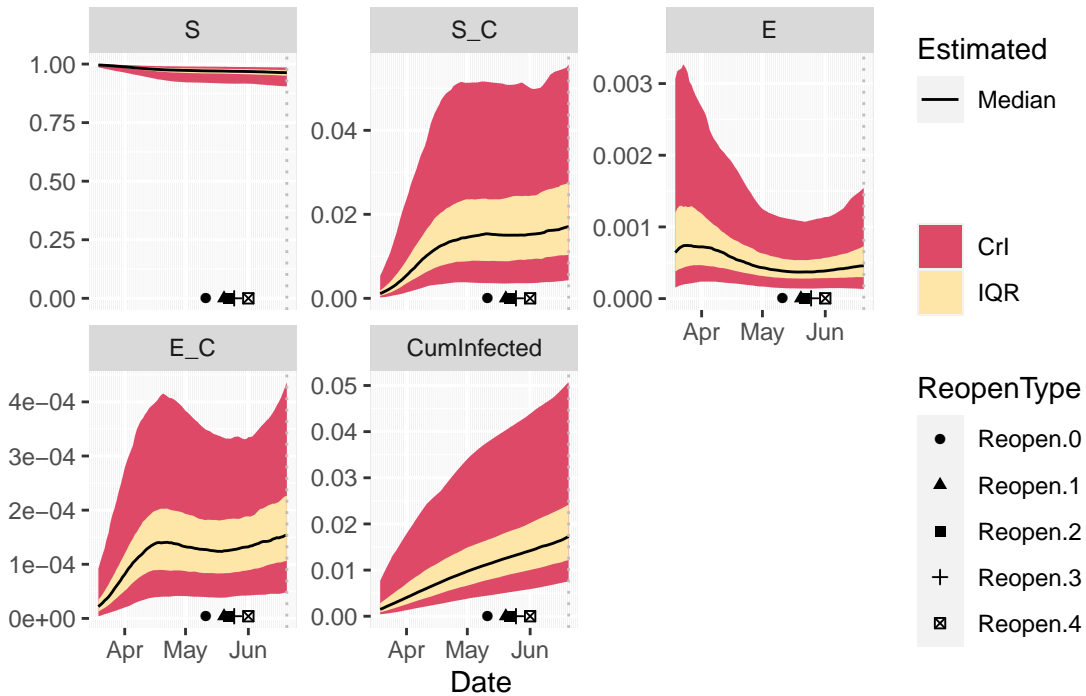 S
S_C
E
1.00
0.75
0.50
0.25
0.00
0.04
0.02
0.00
0.003
0.002
0.001
0.000
Apr
May
Jun
E_C
CumInfected
4e−04
3e−04
2e−04
1e−04
0e+00
0.05
0.04
0.03
0.02
0.01
0.00
Apr
May
Jun
Apr
May
Jun
Date
Estimated
Median
CrI
IQR
ReopenType
Reopen.0
Reopen.1
Reopen.2
Reopen.3
Reopen.4